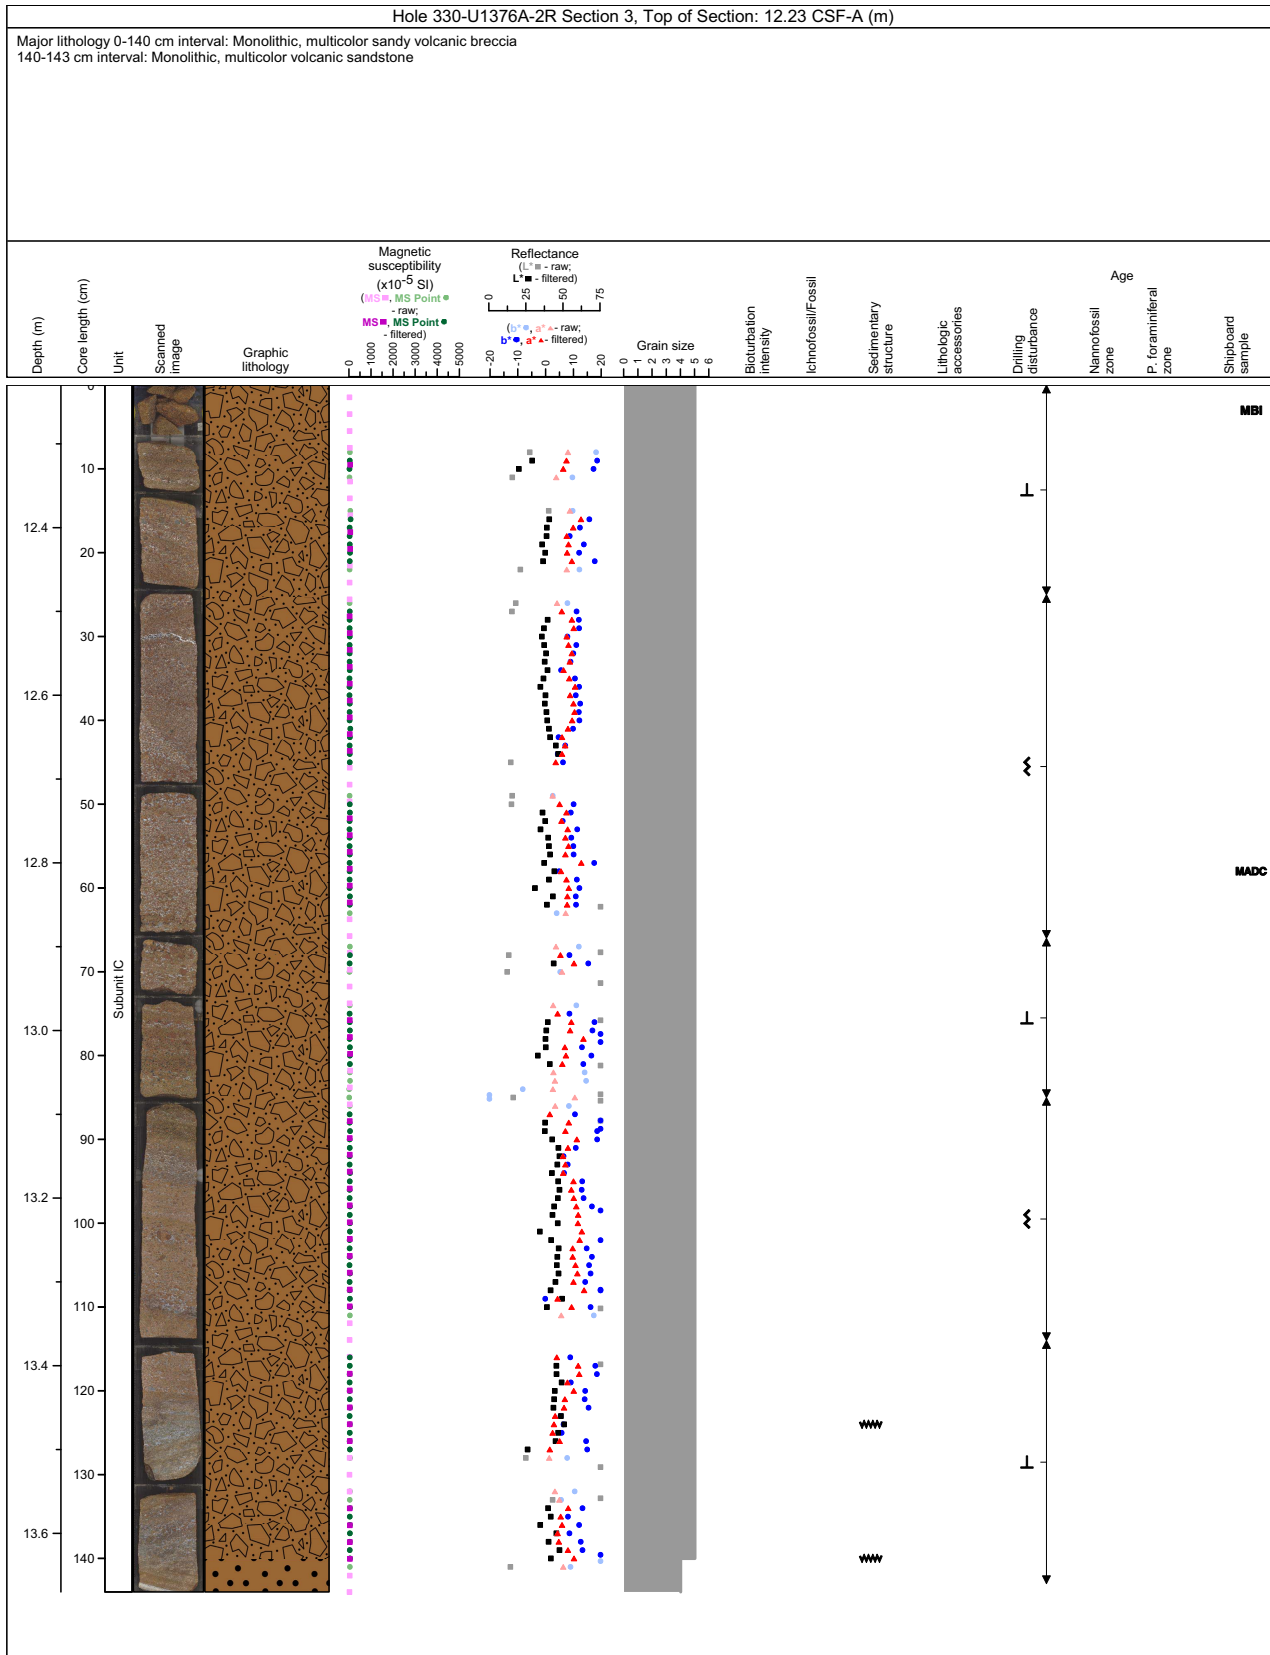 Hole 330-U1376A-2R Section 3, Top of Section: 12.23 CSF-A (m)
Major lithology 0-140 cm interval: Monolithic, multicolor sandy volcanic breccia
140-143 cm interval: Monolithic, multicolor volcanic sandstone
Depth (m)
Core length (cm)
Unit
Scanned
image
Graphic
lithology
Magnetic
susceptibility
(x10-5 SI)
(MS, MS Point
- raw;
MS, MS Point
- filtered)
0 1000 2000 3000 4000 5000
Reflectance
(L* - raw;
L* - filtered)
0 25 50 75
(b*, a* - raw;
b*, a* - filtered)
-20 -10 0 10 20
Grain size
0 1 2 3 4 5 6
Bioturbation
intensity
Ichnofossil/Fossil
Sedimentary
structure
Lithologic
accessories
Drilling
disturbance
Age
Nannofossil
zone
P. foraminiferal
zone
Shipboard
sample
0
MBI
10
12.4
20
30
12.6
40
50
12.8
MADC
60
70
Subunit IC
13.0
80
90
13.2
100
110
13.4
120
130
13.6
140